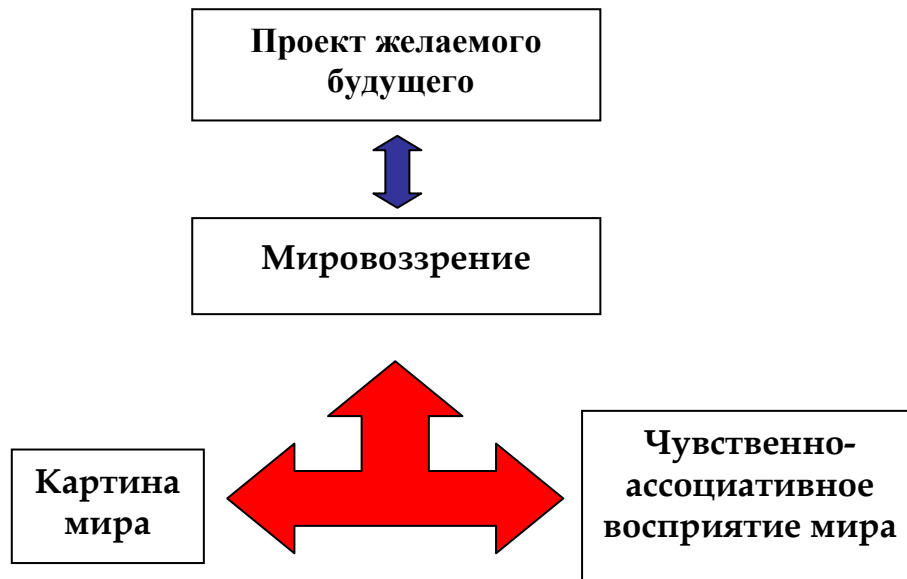 Проект желаемого
будущего
Мировоззрение
Картина
мира
Чувственно-
ассоциативное
восприятие мира